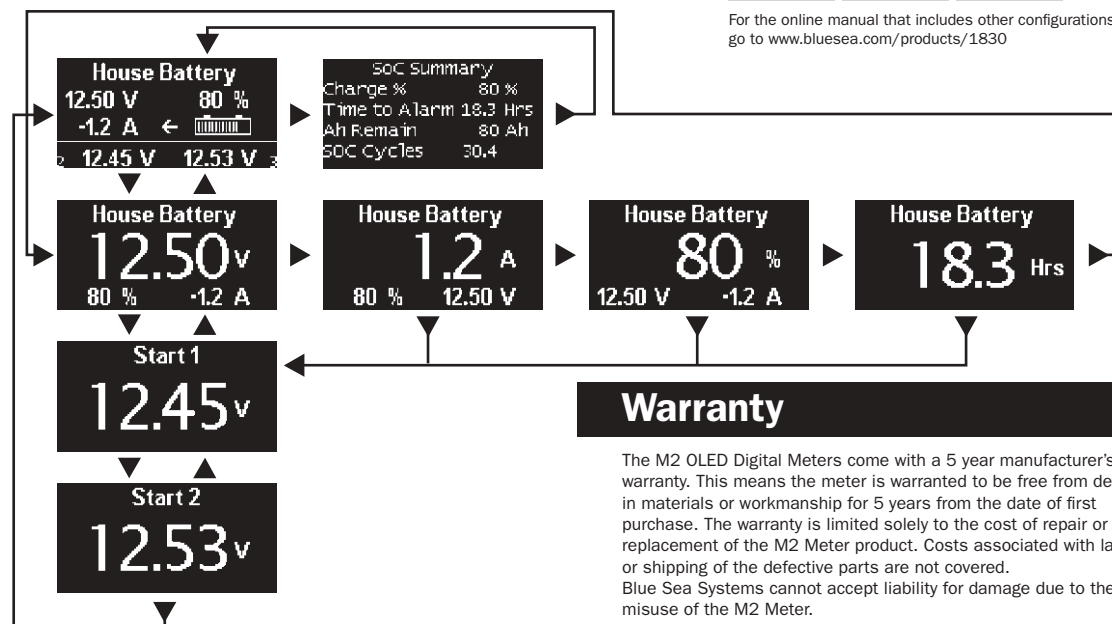 For the online manual that includes other configurations
go to www.bluesea.com/products/1830
House Battery
12.50 V 80 %
-1.2 A ←
2 12.45 V 12.53 V 3
SoC Summary
Charge % 80 %
Time to Alarm 18.3 Hrs
Ah Remain 80 Ah
SOC Cycles 30.4
House Battery
12.50 V
80 % -1.2 A
House Battery
1.2 A
80 % 12.50 V
House Battery
80 %
12.50 V -1.2 A
House Battery
18.3 Hrs
Start 1
12.45 V
Start 2
12.53 V
Warranty
The M2 OLED Digital Meters come with a 5 year manufacturer's
warranty. This means the meter is warranted to be free from de
in materials or workmanship for 5 years from the date of first
purchase. The warranty is limited solely to the cost of repair or
replacement of the M2 Meter product. Costs associated with la
or shipping of the defective parts are not covered.
Blue Sea Systems cannot accept liability for damage due to the
misuse of the M2 Meter.